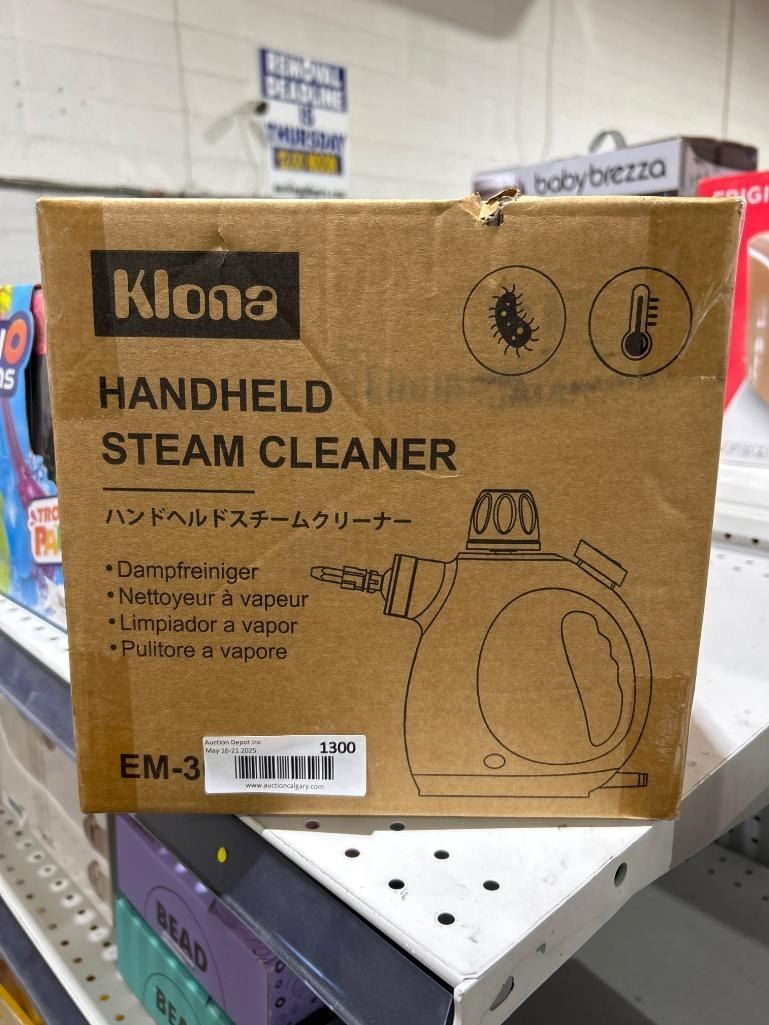 REMOVAL
DEADLINE
IS
THURSDAY
babybrezza
Klona
HANDHELD
STEAM CLEANER
ハンドヘルドスチームクリーナー
•Dampfreiniger
•Nettoyeur à vapeur
•Limpiador a vapor
•Pulitore a vapore
EM-3
Auction Depot Inc
May 16-21 2025
1300
www.auctioncalgary.com
BEAD